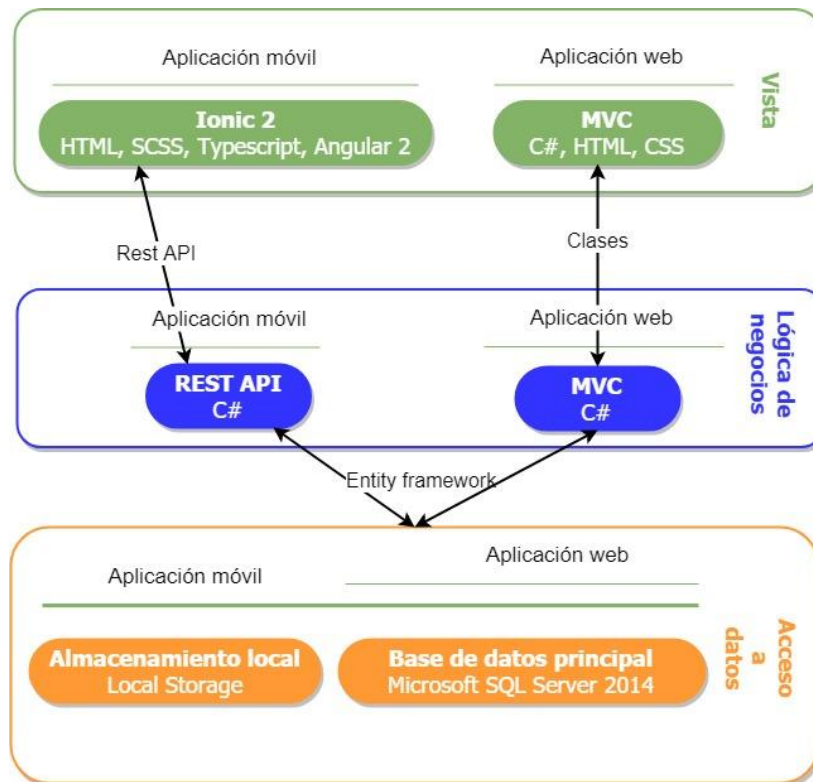 Aplicación móvil
Aplicación web
Vista
Ionic 2
HTML, SCSS, Typescript, Angular 2
MVC
C#, HTML, CSS
Rest API
Clases
Aplicación móvil
Aplicación web
Lógica de
negocios
REST API
C#
MVC
C#
Entity framework
Aplicación móvil
Aplicación web
Acceso
a
datos
Almacenamiento local
Local Storage
Base de datos principal
Microsoft SQL Server 2014